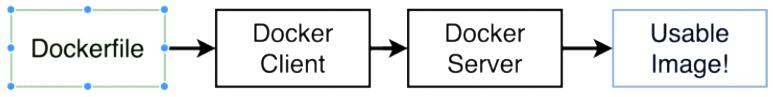 Dockerfile
Docker
Client
Docker
Server
Usable
Image!